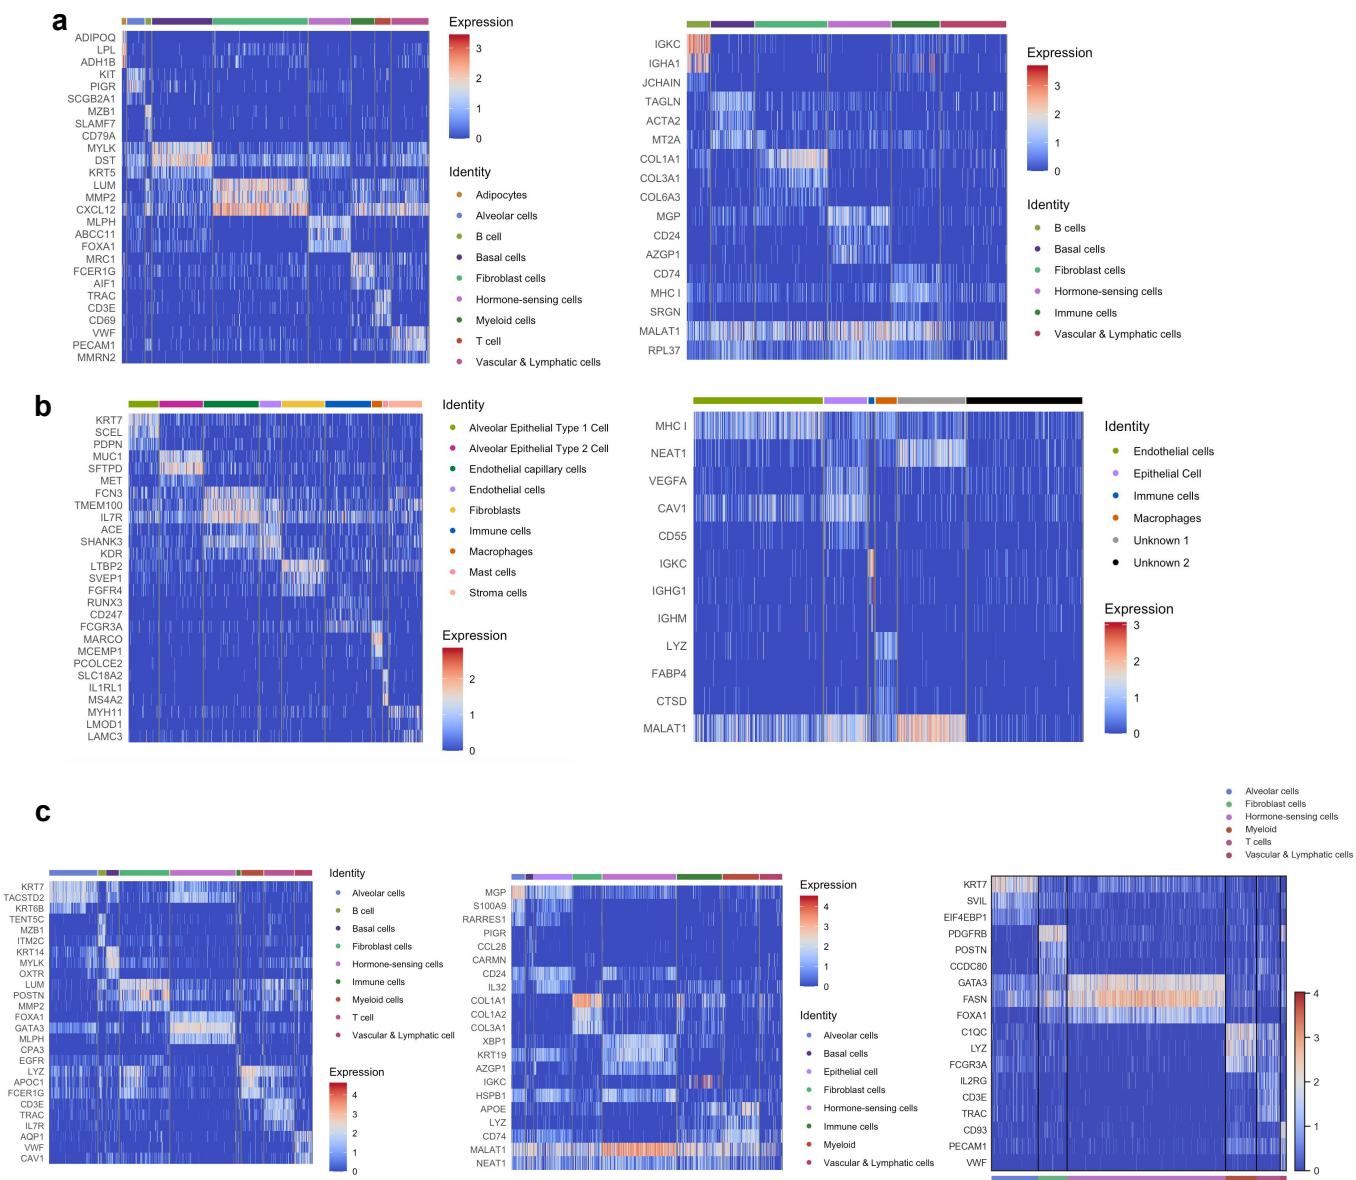 a
ADIPOQ
LPL
ADH1B
KIT
PIGR
SCGB2A1
MZB1
SLAMF7
CD79A
MYLK
DST
KRT5
LUM
MMP2
CXCL12
MLPH
ABCC11
FOXA1
MRC1
FCER1G
AIF1
TRAC
CD3E
CD69
VWF
PECAM1
MMRN2
Expression
3
2
1
0
Identity
Adipocytes
Alveolar cells
B cell
Basal cells
Fibroblast cells
Hormone-sensing cells
Myeloid cells
T cell
Vascular & Lymphatic cells
IGKC
IGHA1
JCHAIN
TAGLN
ACTA2
MT2A
COL1A1
COL3A1
COL6A3
MGP
CD24
AZGP1
CD74
MHC I
SRGN
MALAT1
RPL37
Expression
3
2
1
0
Identity
B cells
Basal cells
Fibroblast cells
Hormone-sensing cells
Immune cells
Vascular & Lymphatic cells
b
KRT7
SCEL
PDPN
MUC1
SFTPD
MET
FCN3
TMEM100
IL7R
ACE
SHANK3
KDR
LTBP2
SVEP1
FGFR4
RUNX3
CD247
FCGR3A
MARCO
MCEMP1
PCOLCE2
SLC18A2
IL1RL1
MS4A2
MYH11
LMOD1
LAMC3
Identity
Alveolar Epithelial Type 1 Cell
Alveolar Epithelial Type 2 Cell
Endothelial capillary cells
Endothelial cells
Fibroblasts
Immune cells
Macrophages
Mast cells
Stroma cells
Expression
2
1
0
MHC I
NEAT1
VEGFA
CAV1
CD55
IGKC
IGHG1
IGHM
LYZ
FABP4
CTSD
MALAT1
Identity
Endothelial cells
Epithelial Cell
Immune cells
Macrophages
Unknown 1
Unknown 2
Expression
3
2
1
0
c
KRT7
TACSTD2
KRT6B
TENT5C
MZB1
ITM2C
KRT14
MYLK
OXTR
LUM
POSTN
MMP2
FOXA1
GATA3
MLPH
CPA3
EGFR
LYZ
APOC1
FCER1G
CD3E
TRAC
IL7R
AQP1
VWF
CAV1
Identity
Alveolar cells
B cell
Basal cells
Fibroblast cells
Hormone-sensing cells
Immune cells
Myeloid cells
T cell
Vascular & Lymphatic cell
Expression
4
3
2
1
0
MGP
S100A9
RARRES1
PIGR
CCL28
CARMN
CD24
IL32
COL1A1
COL1A2
COL3A1
XBP1
KRT19
AZGP1
IGKC
HSPB1
APOE
LYZ
CD74
MALAT1
NEAT1
Expression
4
3
2
1
0
Identity
Alveolar cells
Basal cells
Epithelial cell
Fibroblast cells
Hormone-sensing cells
Immune cells
Myeloid
Vascular & Lymphatic cells
Alveolar cells
Fibroblast cells
Hormone-sensing cells
Myeloid
T cells
Vascular & Lymphatic cells
KRT7
SVIL
EIF4EBP1
PDGFRB
POSTN
CCDC80
GATA3
FASN
FOXA1
C1QC
LYZ
FCGR3A
IL2RG
CD3E
TRAC
CD93
PECAM1
VWF
4
3
2
1
0